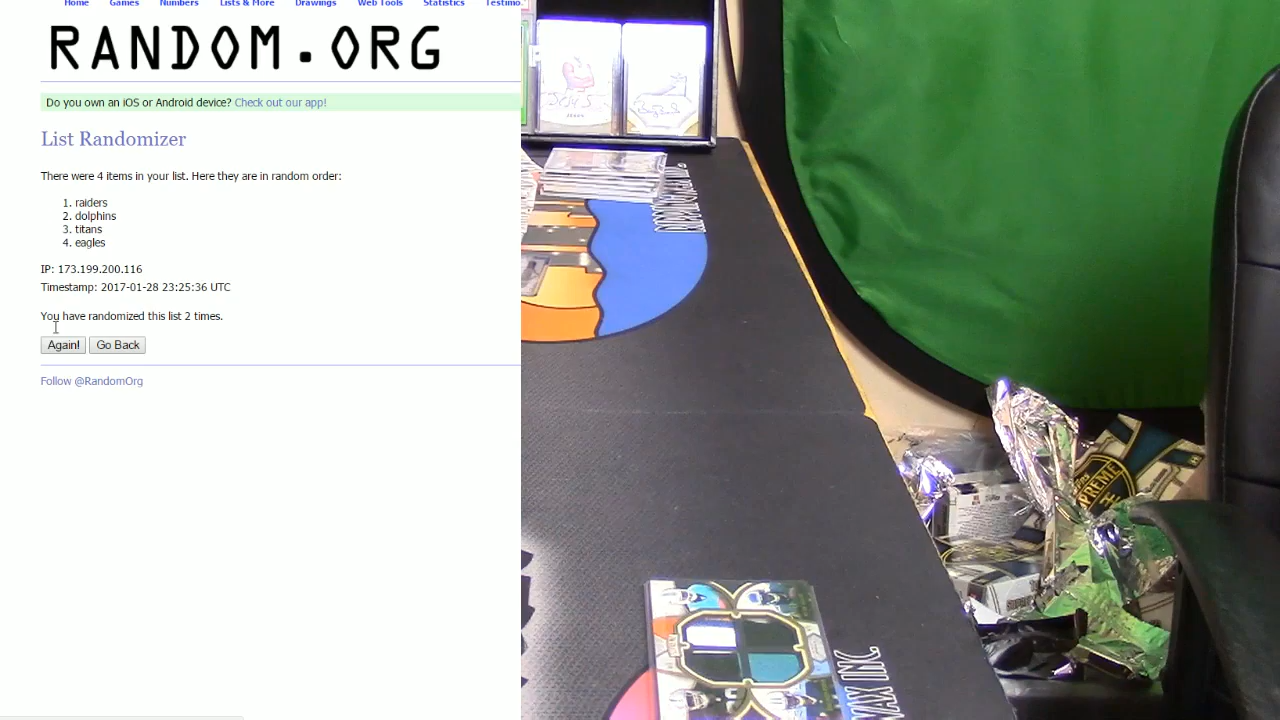 Home Games Numbers Lists & More Drawings Web Tools Statistics Testimo.
RANDOM.ORG
Do you own an iOS or Android device? Check out our app!
List Randomizer
There were 4 items in your list. Here they are in random order:
1. raiders
2. dolphins
3. titans
4. eagles
IP: 173.199.200.116
Timestamp: 2017-01-28 23:25:36 UTC
You have randomized this list 2 times.
Again! Go Back
Follow @RandomOrg
WAX INC.